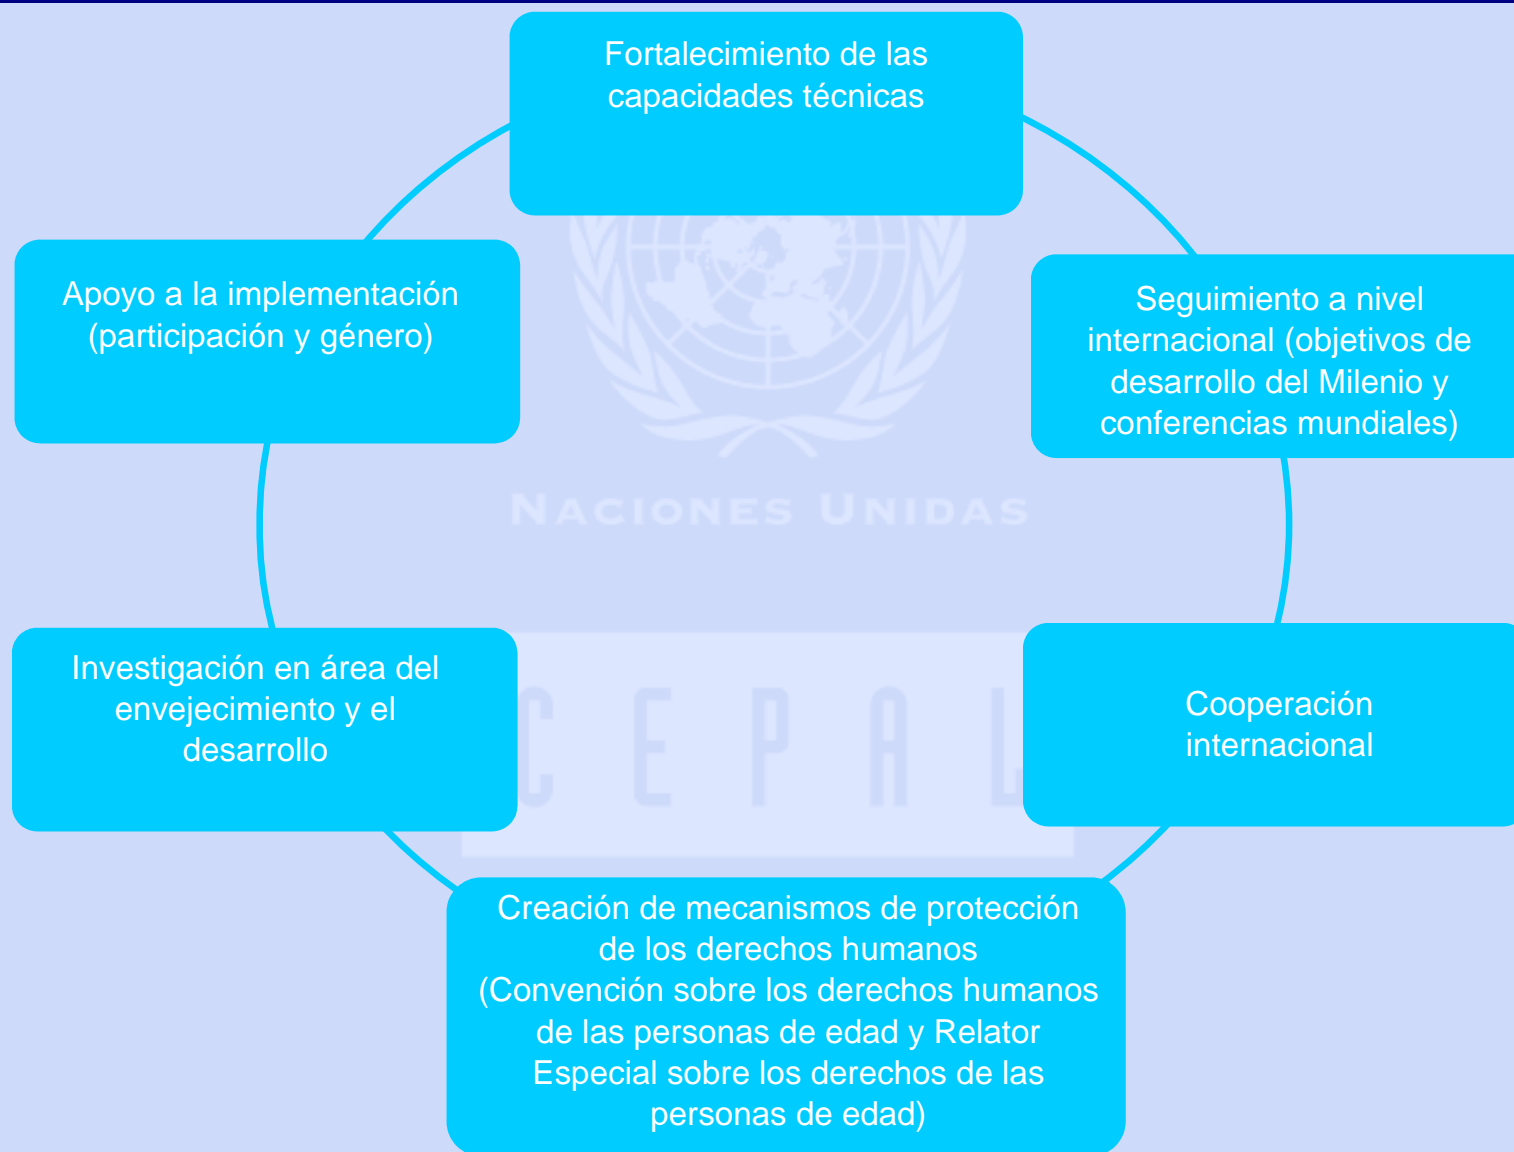 Fortalecimiento de las
capacidades técnicas
Apoyo a la implementación
(participación y género)
Seguimiento a nivel
internacional (objetivos de
desarrollo del Milenio y
conferencias mundiales)
NACIONES UNIDAS
Investigación en área del
envejecimiento y el
desarrollo
CEPAL
Cooperación
internacional
Creación de mecanismos de protección
de los derechos humanos
(Convención sobre los derechos humanos
de las personas de edad y Relator
Especial sobre los derechos de las
personas de edad)